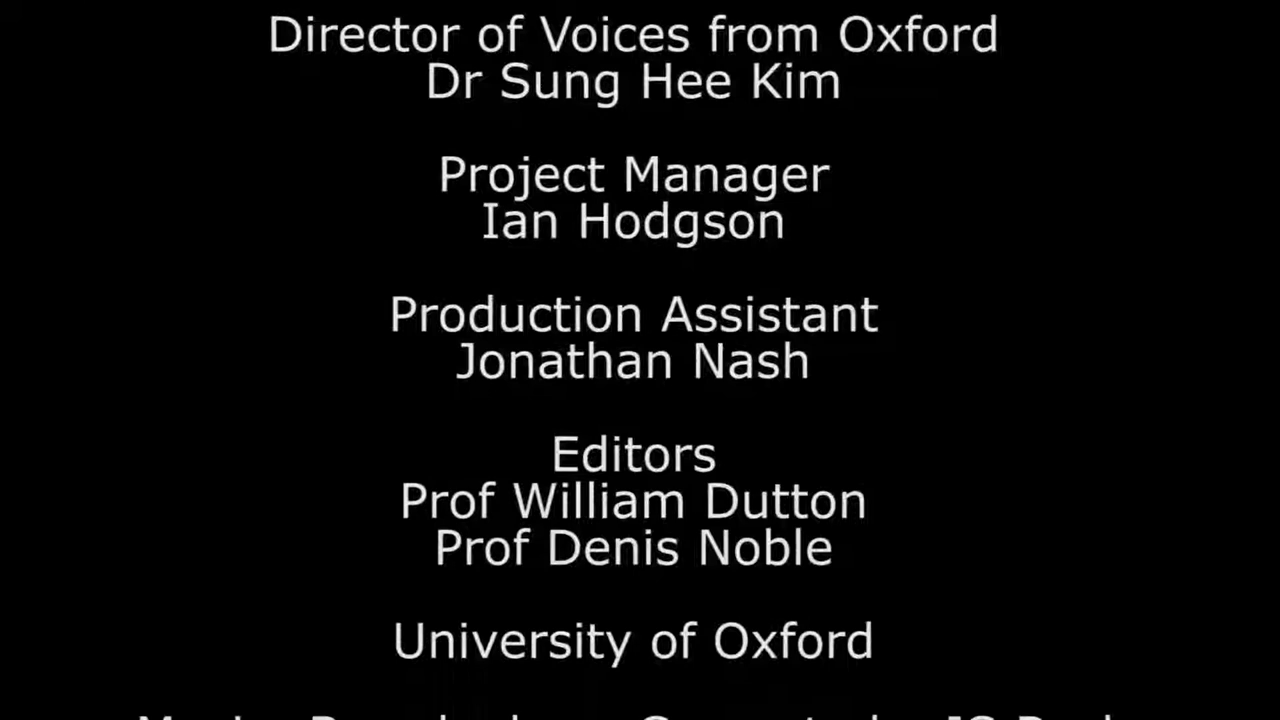 Director of Voices from Oxford
Dr Sung Hee Kim
Project Manager
Ian Hodgson
Production Assistant
Jonathan Nash
Editors
Prof William Dutton
Prof Denis Noble
University of Oxford